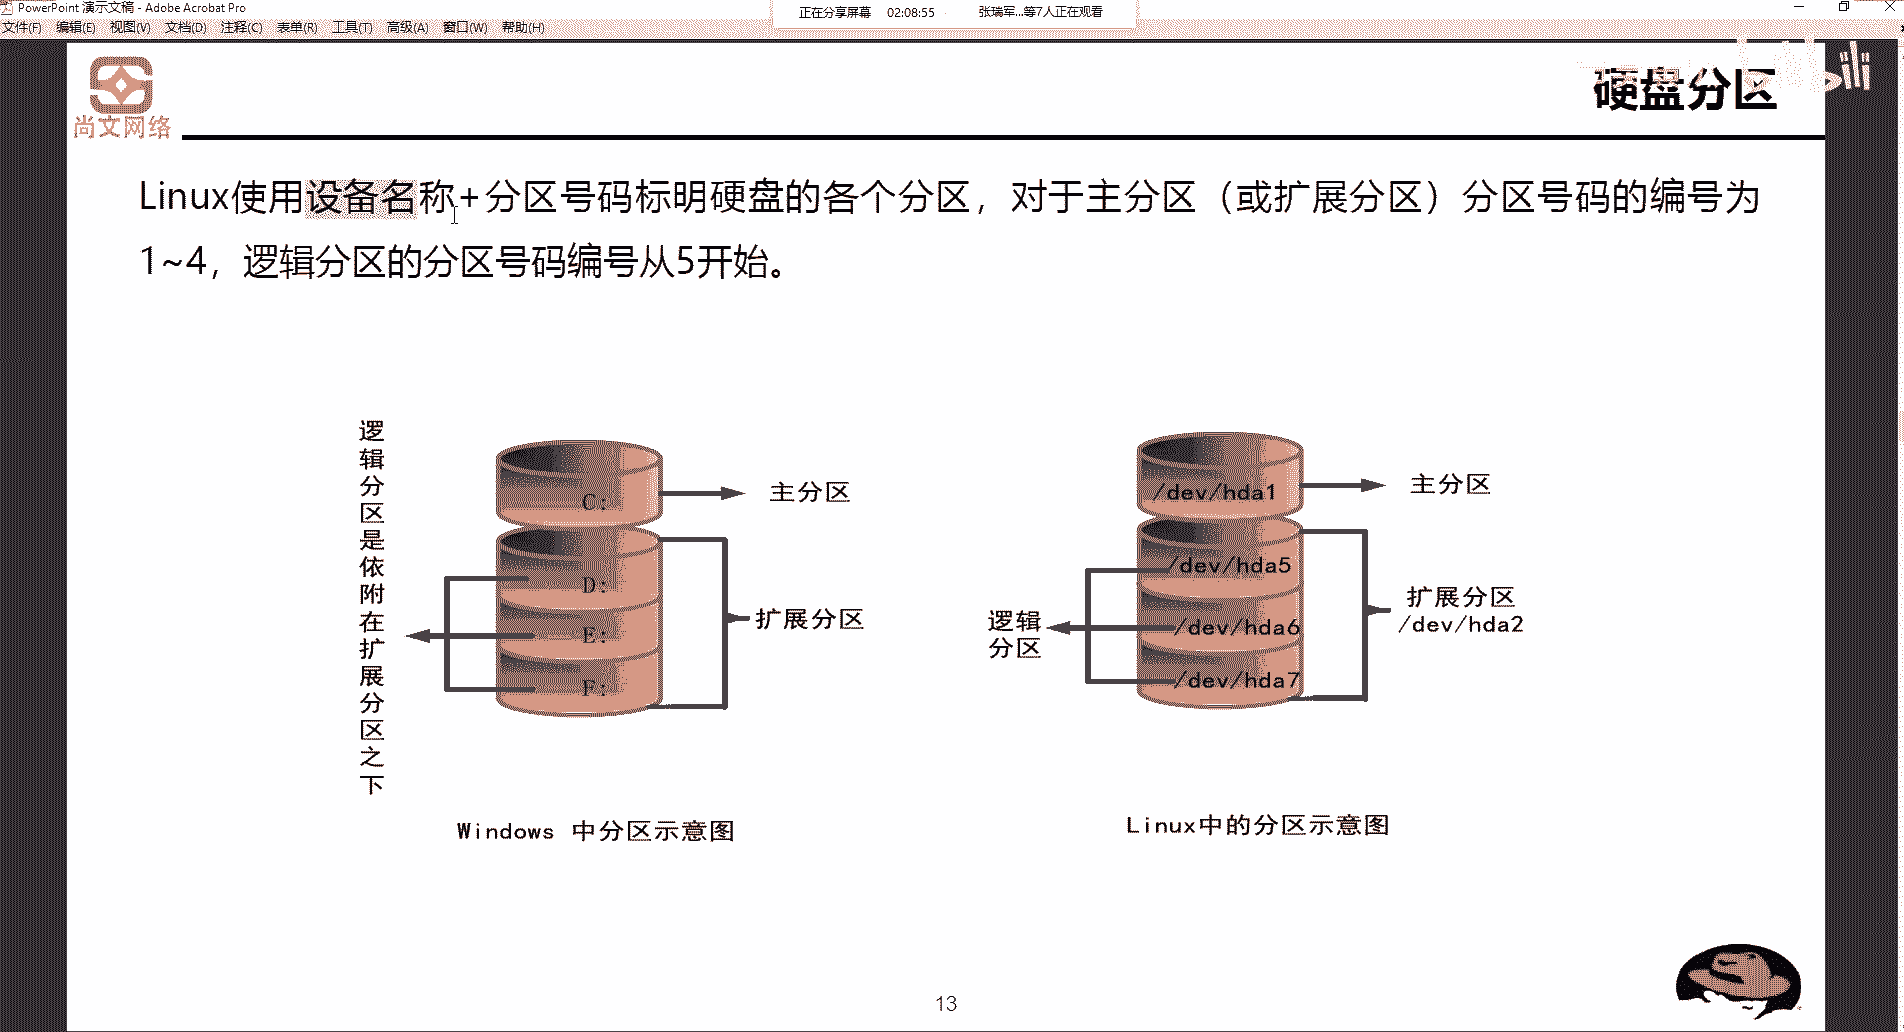 PowerPoint 演示文稿 - Adobe Acrobat Pro
正在分享屏幕 02:08:55 张瑞军...等7人正在观看
文件(F) 编辑(E) 视图(V) 文档(D) 注释(C) 表单(R) 工具(T) 高级(A) 窗口(W) 帮助(H)
尚文网络
硬盘分区
Linux使用设备名称+分区号码标明硬盘的各个分区，对于主分区（或扩展分区）分区号码的编号为
1~4，逻辑分区的分区号码编号从5开始。
逻辑分区是依附在扩展分区之下
C:
主分区
D:
E:
F:
扩展分区
Windows 中分区示意图
/dev/hda1
主分区
/dev/hda5
/dev/hda6
/dev/hda7
逻辑
分区
扩展分区
/dev/hda2
Linux中的分区示意图
13